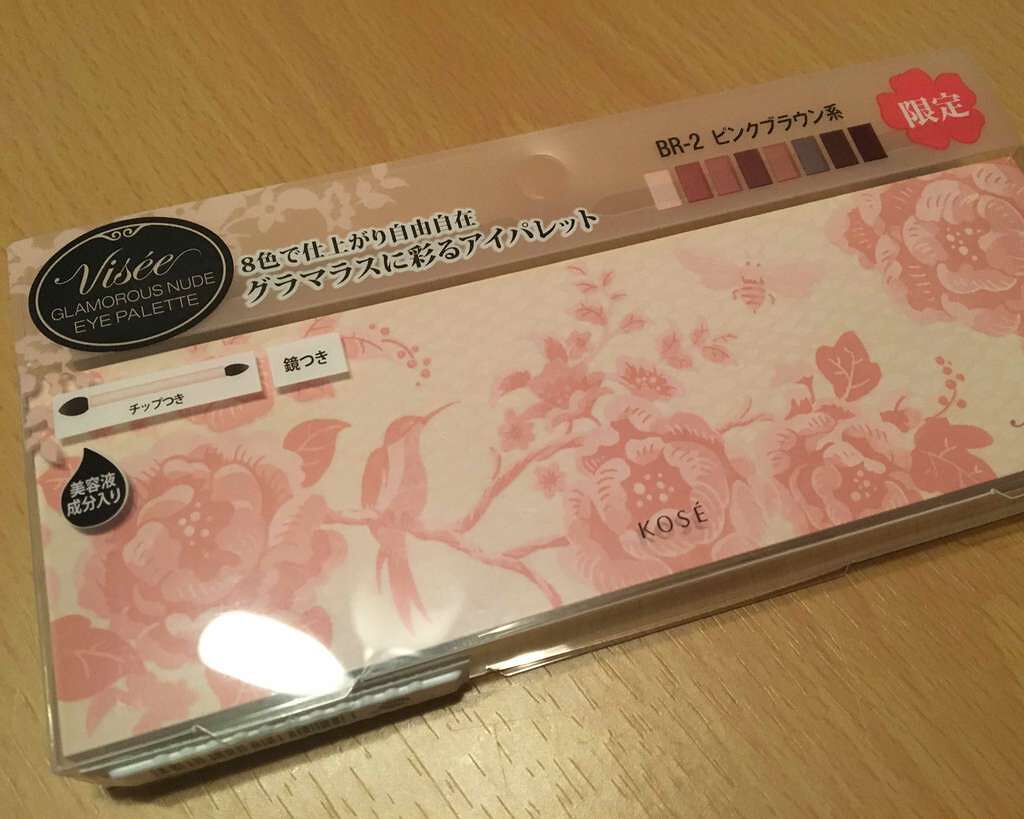 限定
BR-2 ピンクブラウン系
Visée
GLAMOROUS NUDE
EYE PALETTE
8色で仕上がり自由自在
グラマラスに彩るアイパレット
鏡つき
チップつき
美容液
成分入り
KOSÉ